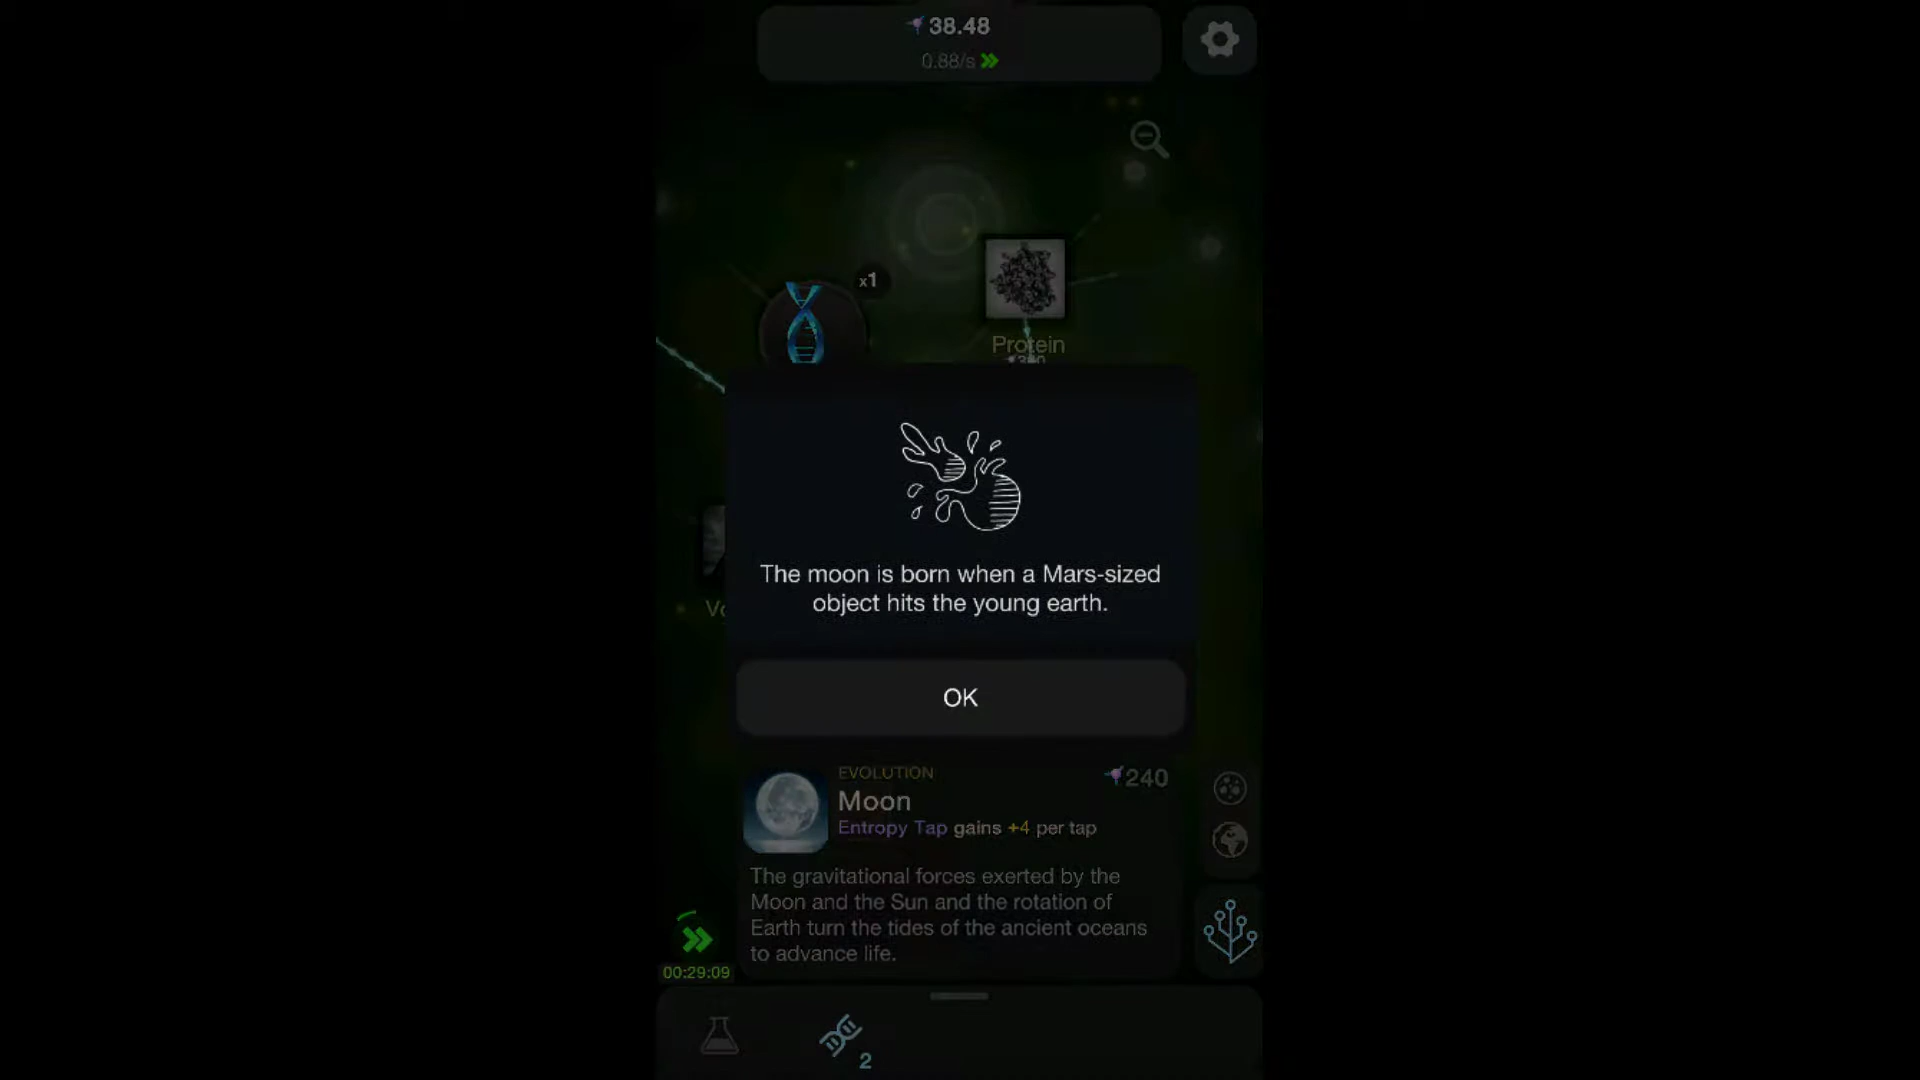 38.48
0.88/s
x1
Protein
The moon is born when a Mars-sized
object hits the young earth.
OK
EVOLUTION
240
Moon
Entropy Tap gains +4 per tap
The gravitational forces exerted by the
Moon and the Sun and the rotation of
Earth turn the tides of the ancient oceans
to advance life.
00:29:09
2